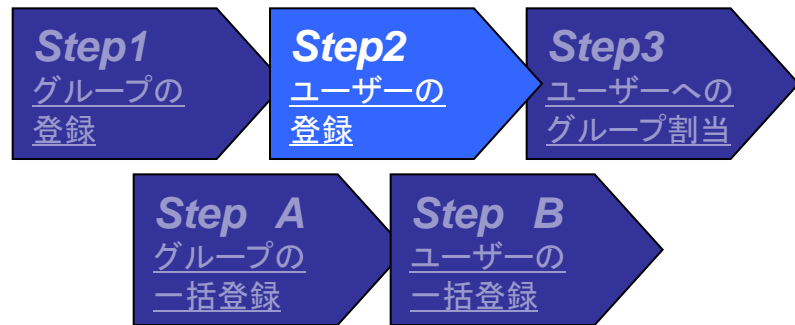 Step1
グループの
登録
Step2
ユーザーの
登録
Step3
ユーザーへの
グループ割当
Step A
グループの
一括登録
Step B
ユーザーの
一括登録